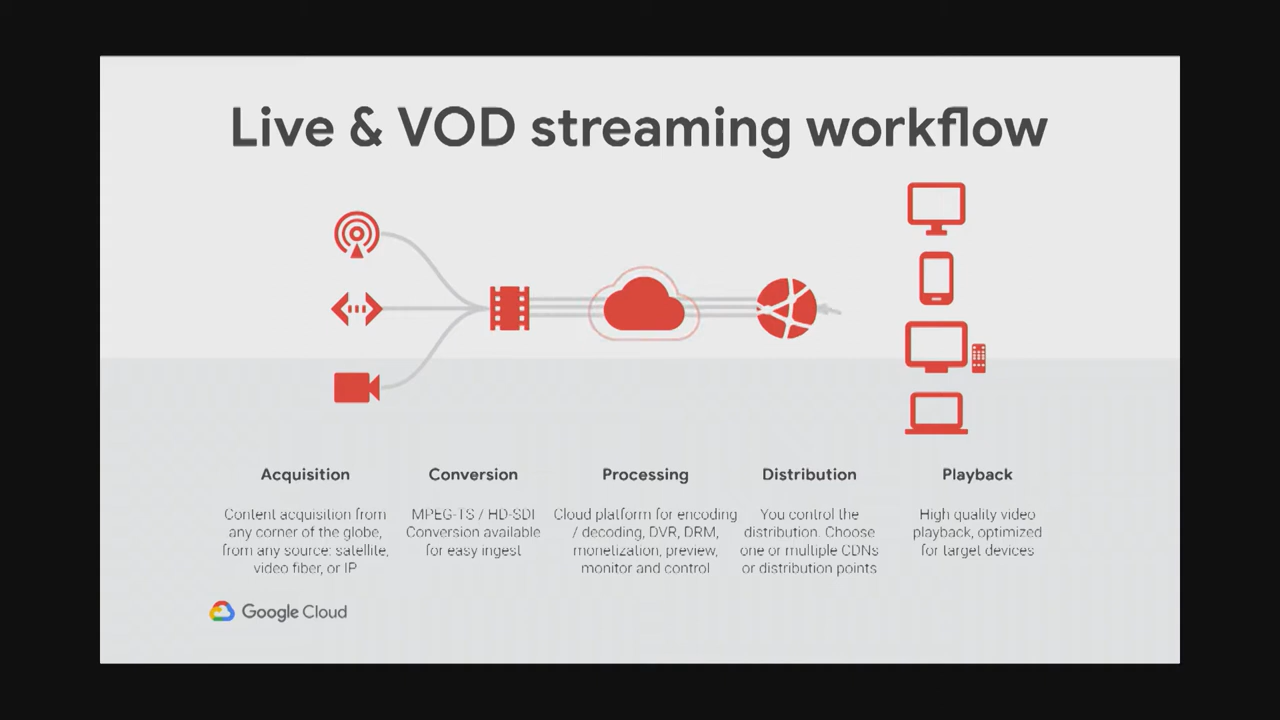 Live & VOD streaming workflow
Acquisition
Content acquisition from
any corner of the globe,
from any source: satellite,
video fiber, or IP
Conversion
MPEG-TS / HD-SDI
Conversion available
for easy ingest
Processing
Cloud platform for encoding
/ decoding, DVR, DRM,
monetization, preview,
monitor and control
Distribution
You control the
distribution. Choose
one or multiple CDNs
or distribution points
Playback
High quality video
playback, optimized
for target devices
Google Cloud